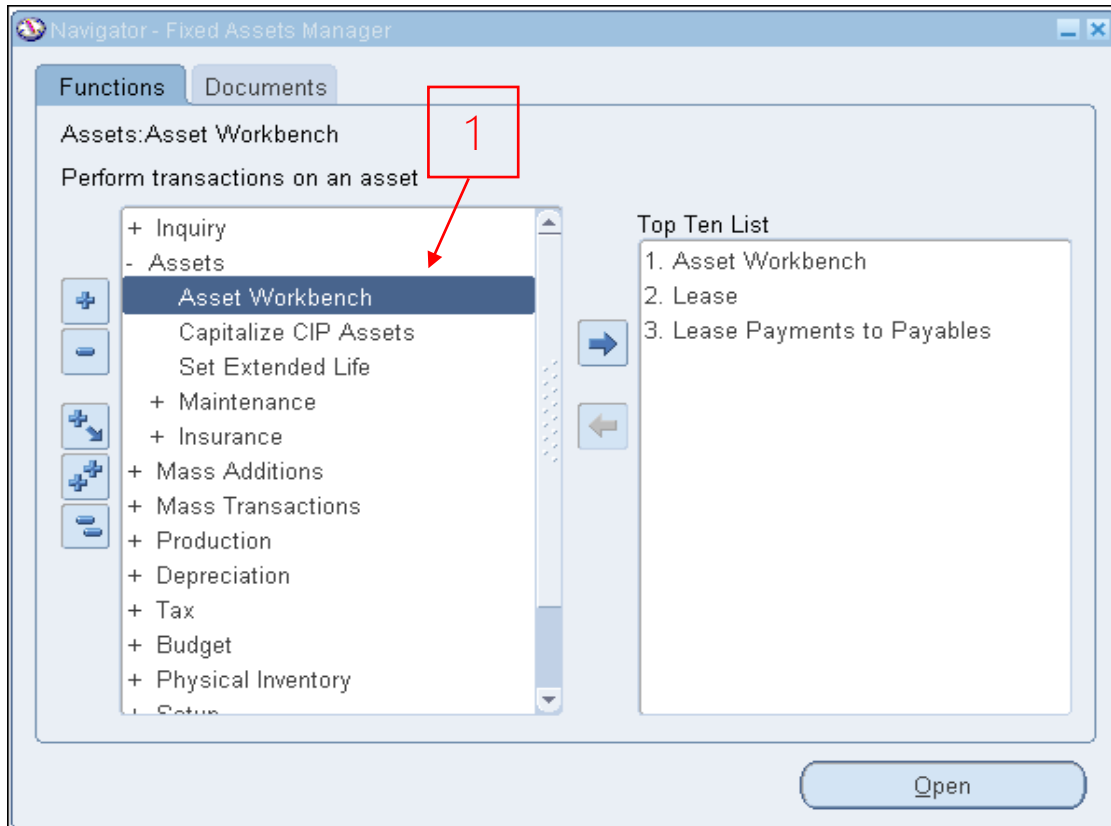 Navigator - Fixed Assets Manager
Functions
Documents
Assets:Asset Workbench
1
Perform transactions on an asset
+ Inquiry
- Assets
Asset Workbench
Capitalize CIP Assets
Set Extended Life
+ Maintenance
+ Insurance
+ Mass Additions
+ Mass Transactions
+ Production
+ Depreciation
+ Tax
+ Budget
+ Physical Inventory
+ Setup
Top Ten List
1. Asset Workbench
2. Lease
3. Lease Payments to Payables
Open